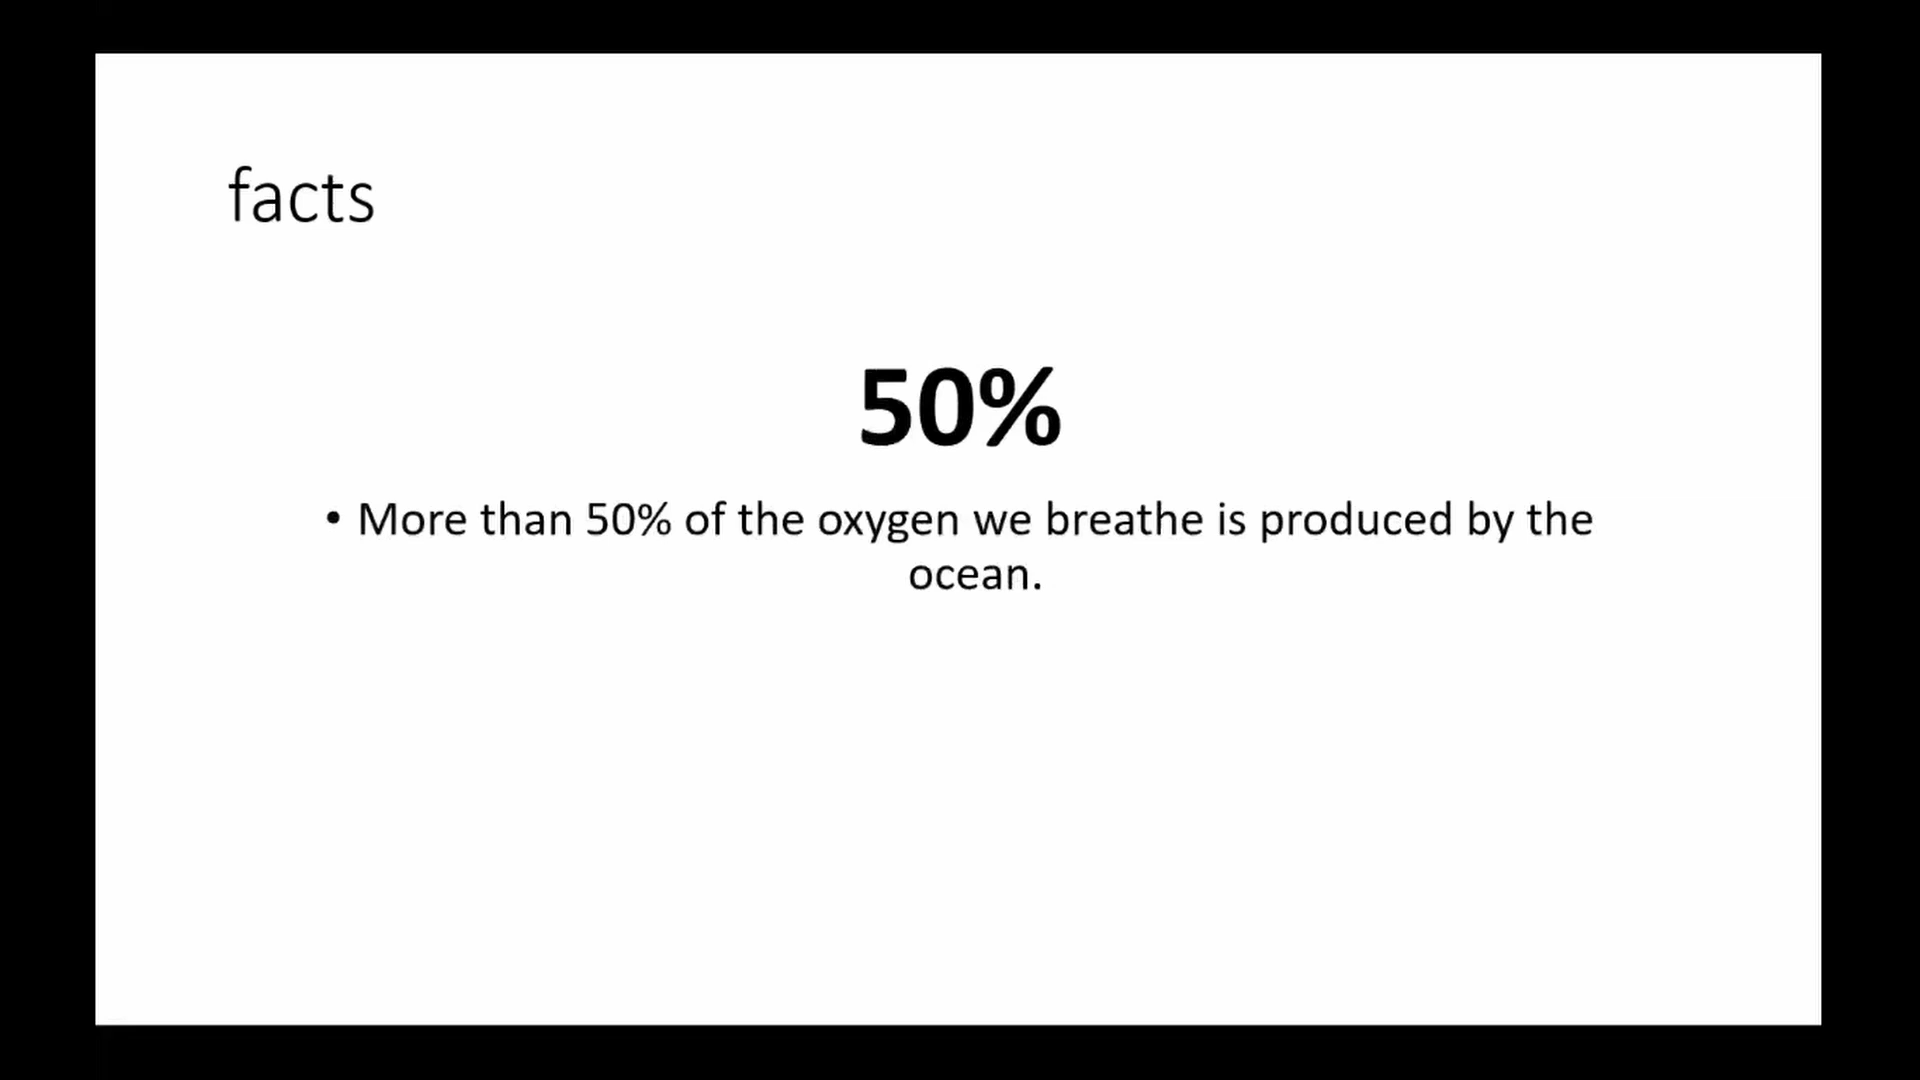 facts
50%
• More than 50% of the oxygen we breathe is produced by the
ocean.